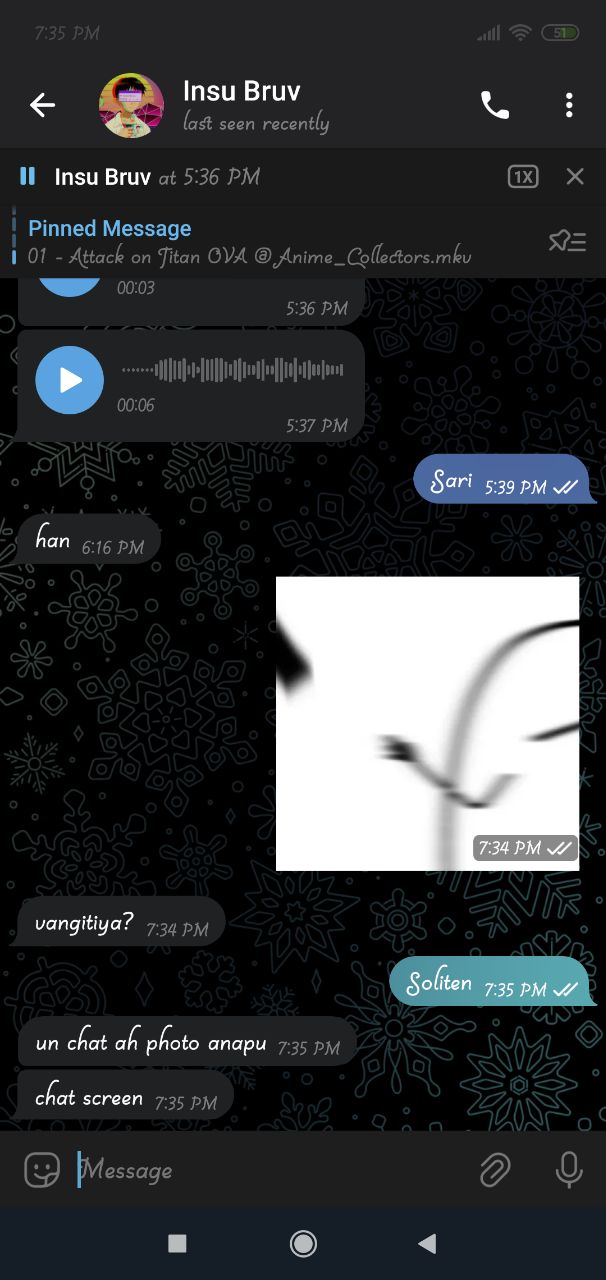 7:35 PM
51
Insu Bruv
last seen recently
Insu Bruv at 5:36 PM
1X
Pinned Message
01 - Attack on Titan OVA @Anime_Collectors.mkv
00:03
5:36 PM
00:06
5:37 PM
Sari 5:39 PM
han 6:16 PM
7:34 PM
vangitiya? 7:34 PM
Soliten 7:35 PM
un chat ah photo anapu 7:35 PM
chat screen 7:35 PM
Message